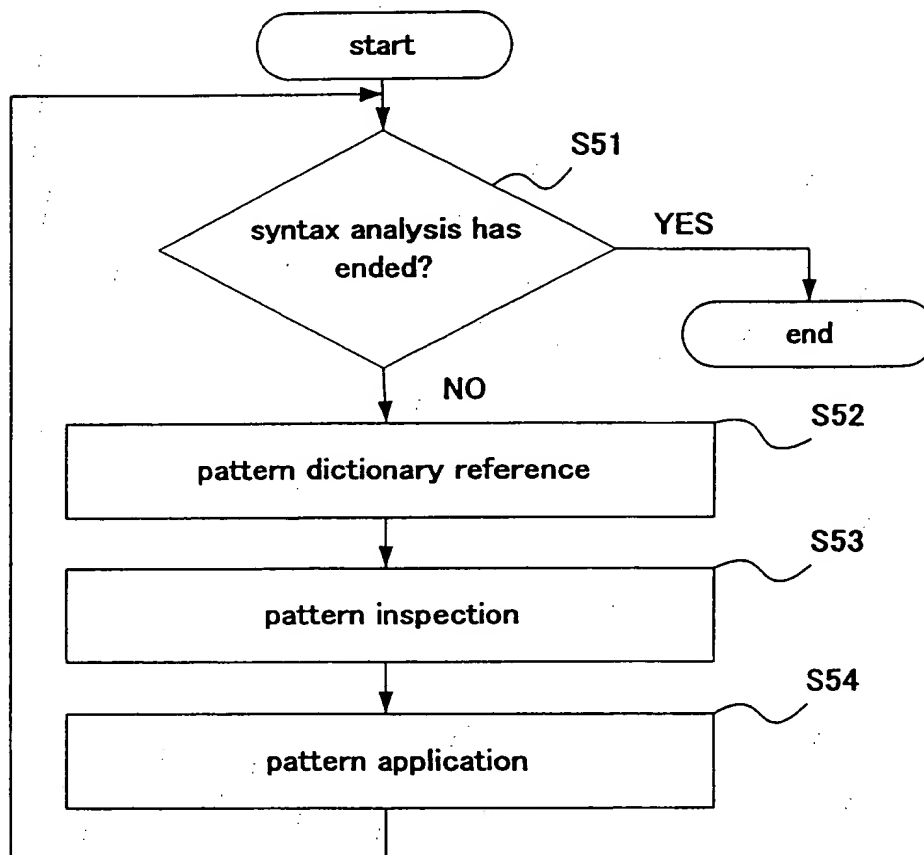 start
S51
syntax analysis has
ended?
YES
end
NO
S52
pattern dictionary reference
S53
pattern inspection
S54
pattern application